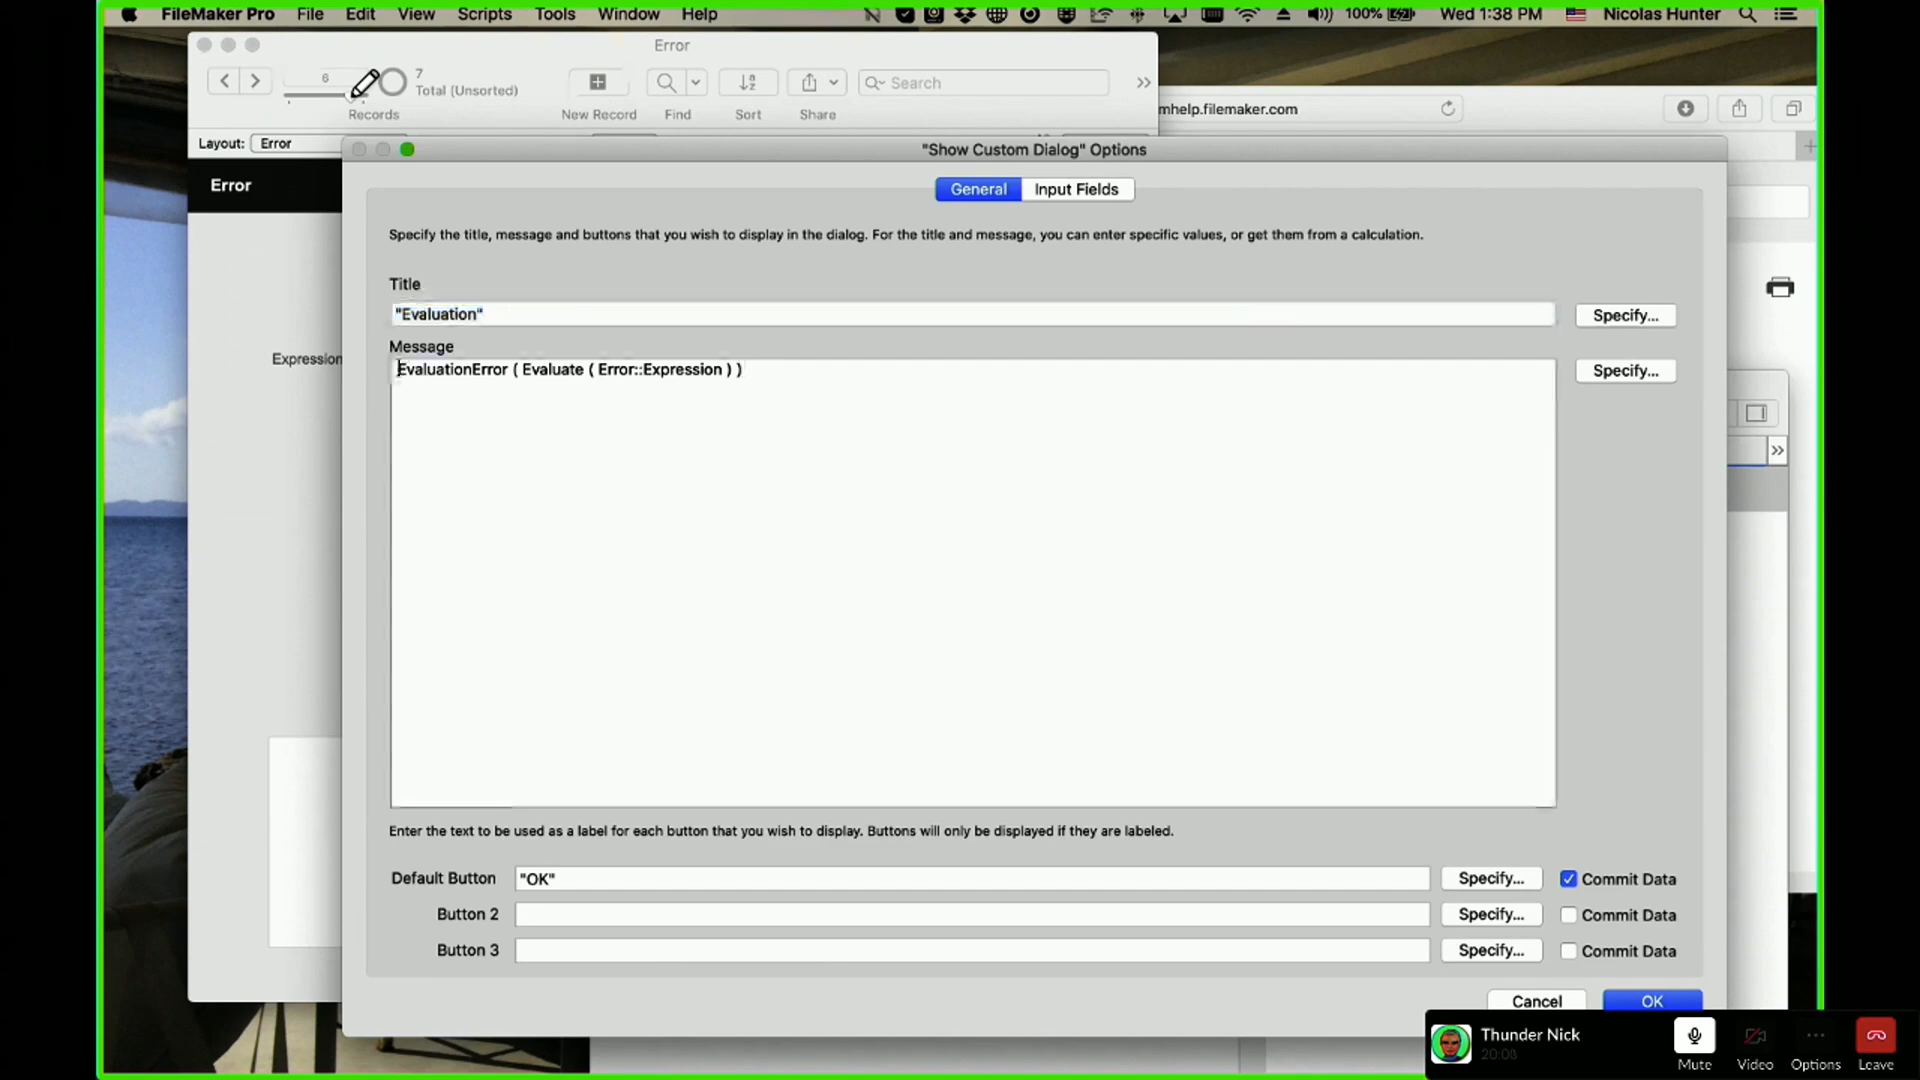 FileMaker Pro File Edit View Scripts Tools Window Help 100% Wed 1:38 PM Nicolas Hunter
Error
6
7
Total (Unsorted)
Search
Records New Record Find Sort Share
mhelp.filemaker.com
Layout: Error
"Show Custom Dialog" Options
Error
General Input Fields
Specify the title, message and buttons that you wish to display in the dialog. For the title and message, you can enter specific values, or get them from a calculation.
Title
"Evaluation" Specify...
Message
Expression
EvaluationError ( Evaluate ( Error::Expression ) ) Specify...
Enter the text to be used as a label for each button that you wish to display. Buttons will only be displayed if they are labeled.
Default Button "OK" Specify... Commit Data
Button 2 Specify... Commit Data
Button 3 Specify... Commit Data
Cancel OK
Thunder Nick
20:08
Mute Video Options Leave